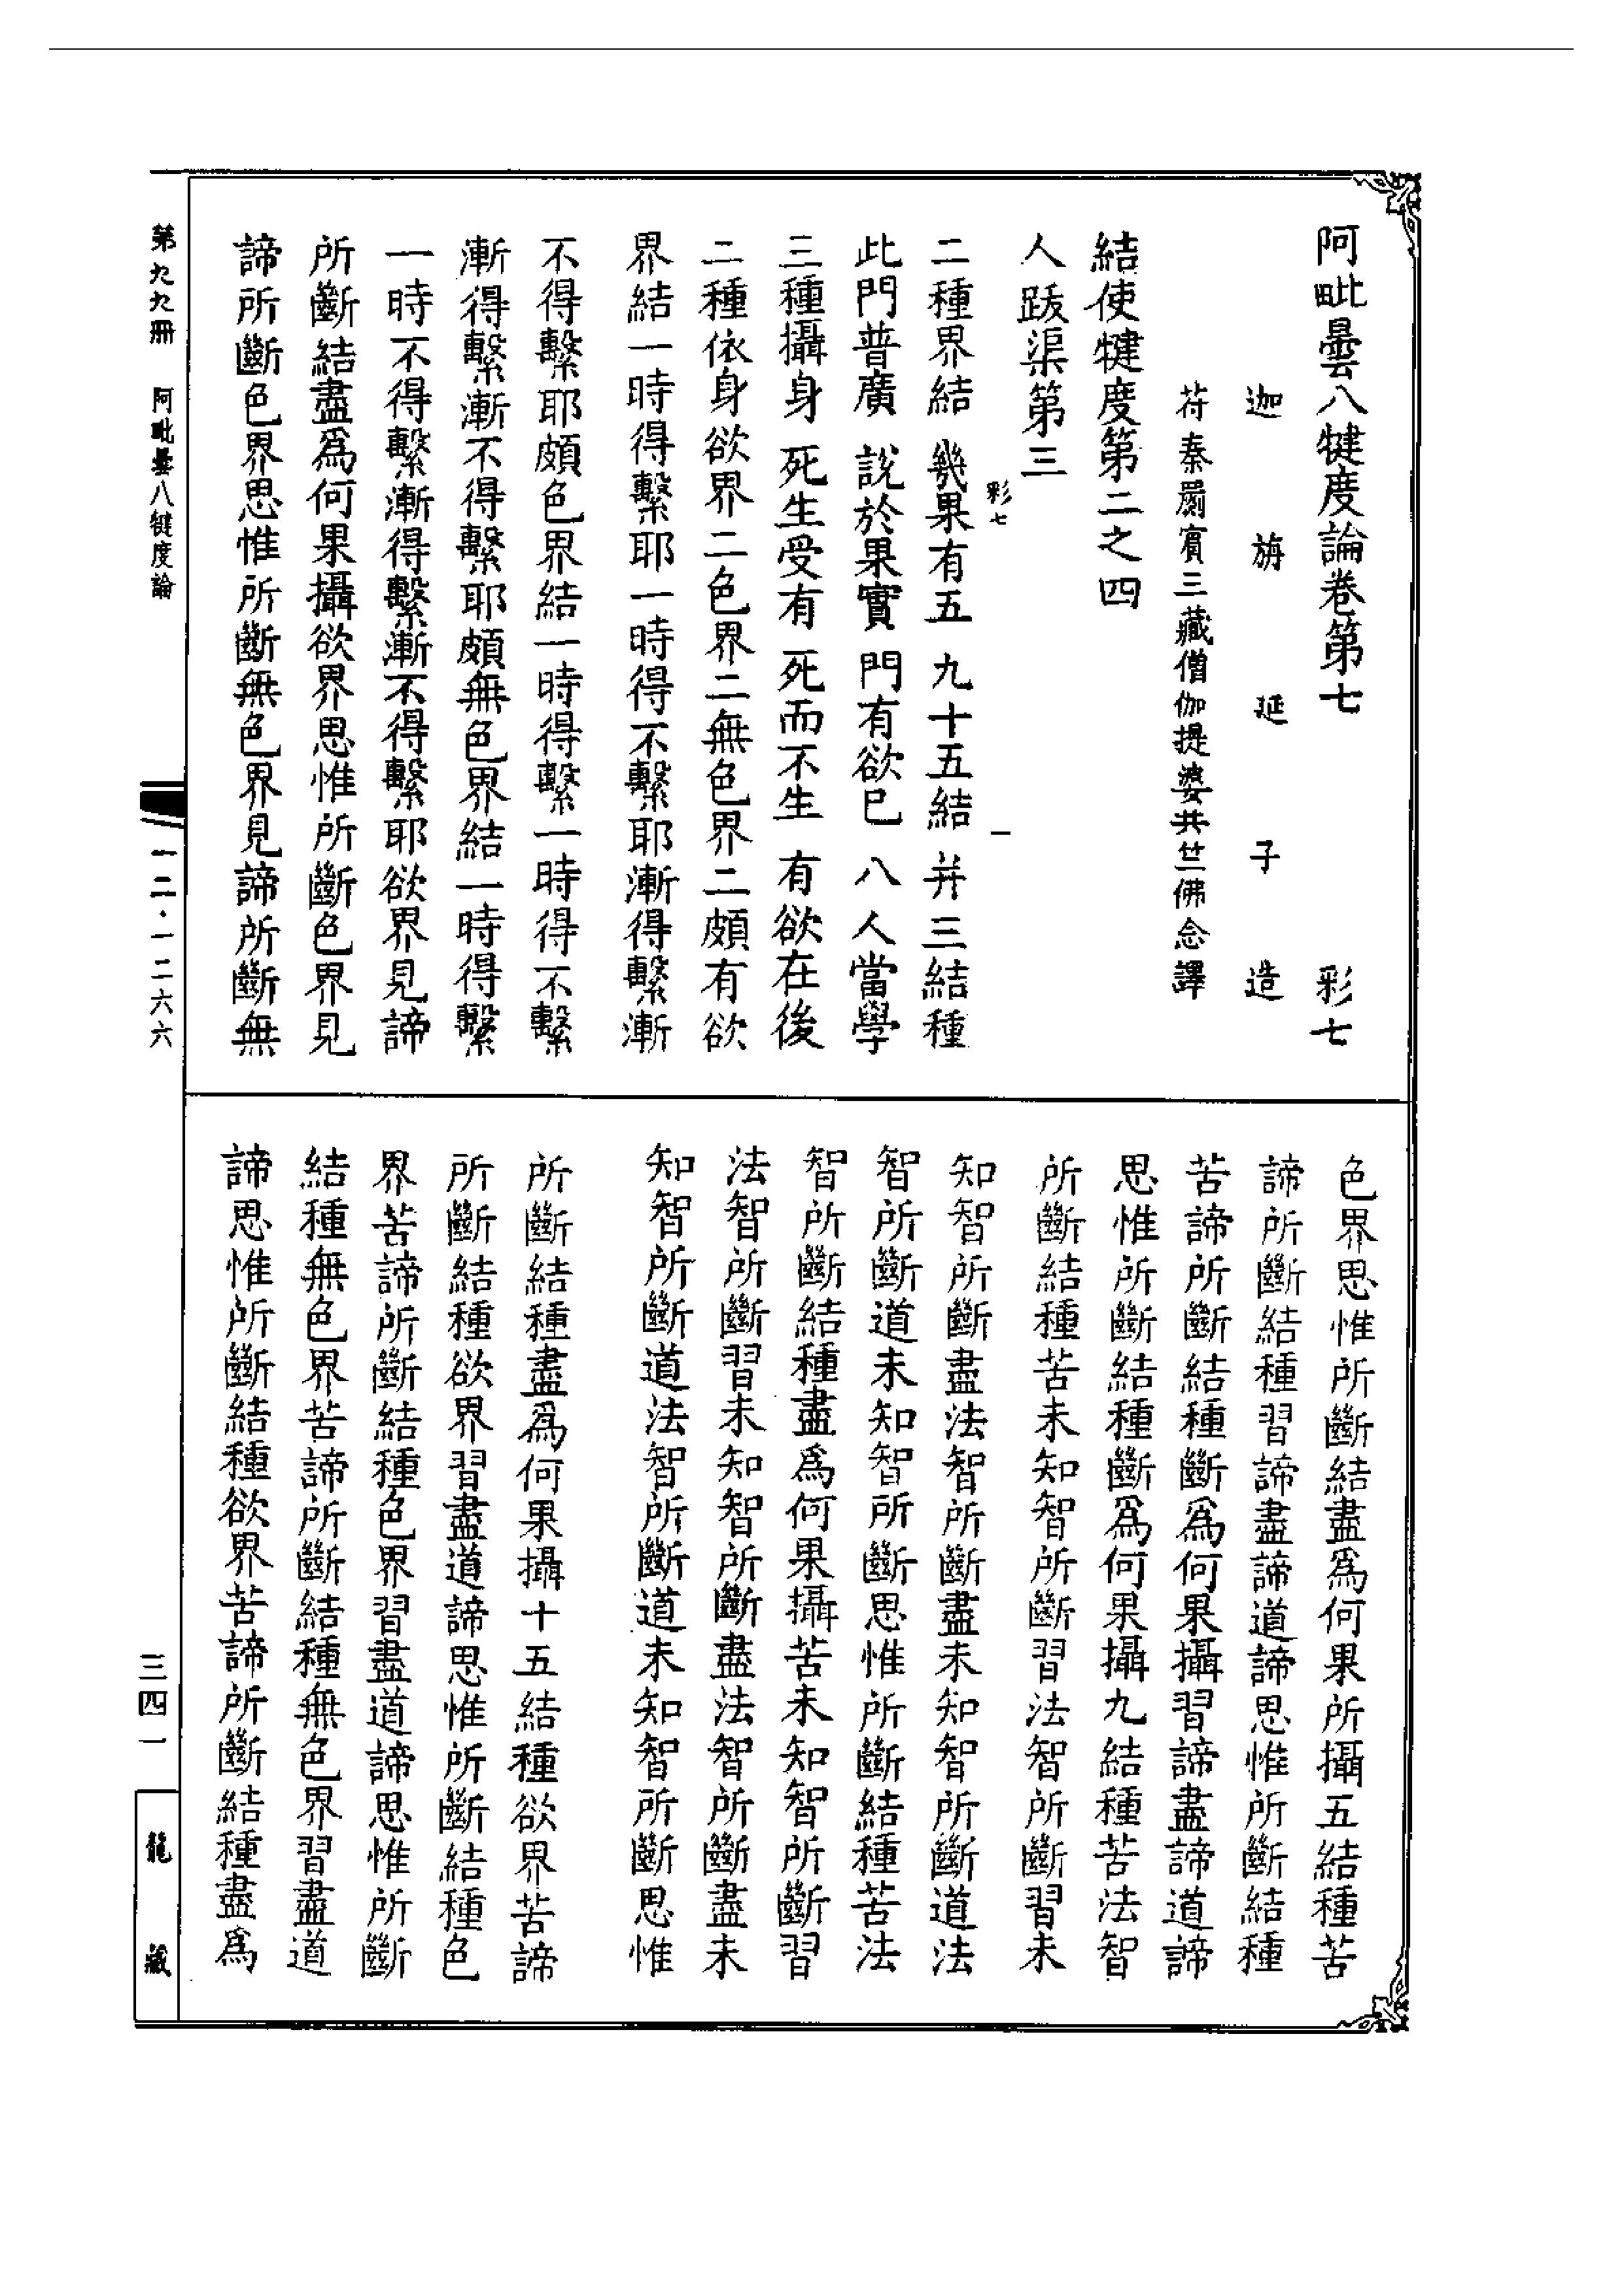 阿毗曇八犍度論卷第七　彩七
迦旃延子造
苻秦罽賓三藏僧伽提婆共竺佛念譯
結使犍度第二之四
人跋渠第三
彩七　一
二種界結　幾果有五　九十五結　并三結種
此門普廣　說於果實　門有欲巳　八人當學
三種攝身　死生受有　死而不生　有欲在後
二種依身欲界二色界二無色界二頗有欲
界結一時得繫耶一時得不繫耶漸得繫漸
不得繫耶頗色界結一時得繫一時得不繫
漸得繫漸不得繫耶頗無色界結一時得繫
一時不得繫漸得繫漸不得繫耶欲界見諦
所斷結盡爲何果攝欲界思惟所斷色界見
諦所斷色界思惟所斷無色界見諦所斷無
色界思惟所斷結盡爲何果所攝五結種苦
諦所斷結種習諦盡諦道諦思惟所斷結種
苦諦所斷結種斷爲何果攝習諦盡諦道諦
思惟所斷結種斷爲何果攝九結種苦法智
所斷結種苦未知智所斷習法智所斷習未
知智所斷盡法智所斷盡未知智所斷道法
智所斷道未知智所斷思惟所斷結種苦法
智所斷結種盡爲何果攝苦未知智所斷習
法智所斷習未知智所斷盡法智所斷盡未
知智所斷道法智所斷道未知智所斷思惟
所斷結種盡爲何果攝十五結種欲界苦諦
所斷結種欲界習盡道諦思惟所斷結種色
界苦諦所斷結種色界習盡道諦思惟所斷
結種無色界苦諦所斷結種無色界習盡道
諦思惟所斷結種欲界苦諦所斷結種盡爲
第九九冊　阿毗曇八犍度論
一二·一二六六
三四一
龍藏